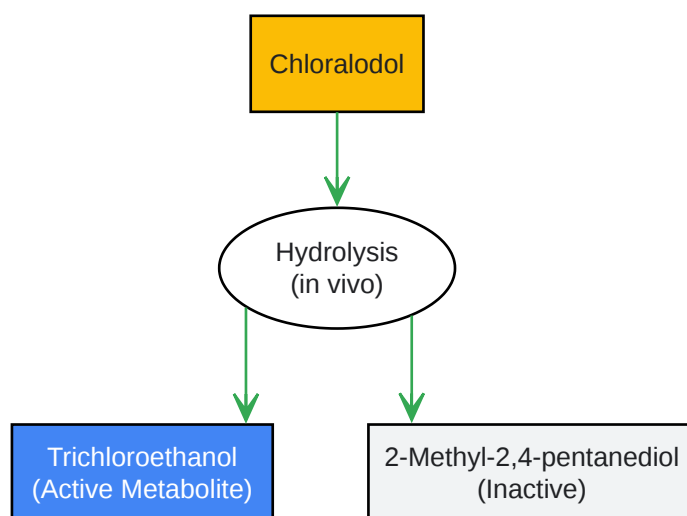 Chloralodol
Hydrolysis
(in vivo)
Trichloroethanol
(Active Metabolite)
2-Methyl-2,4-pentanediol
(Inactive)